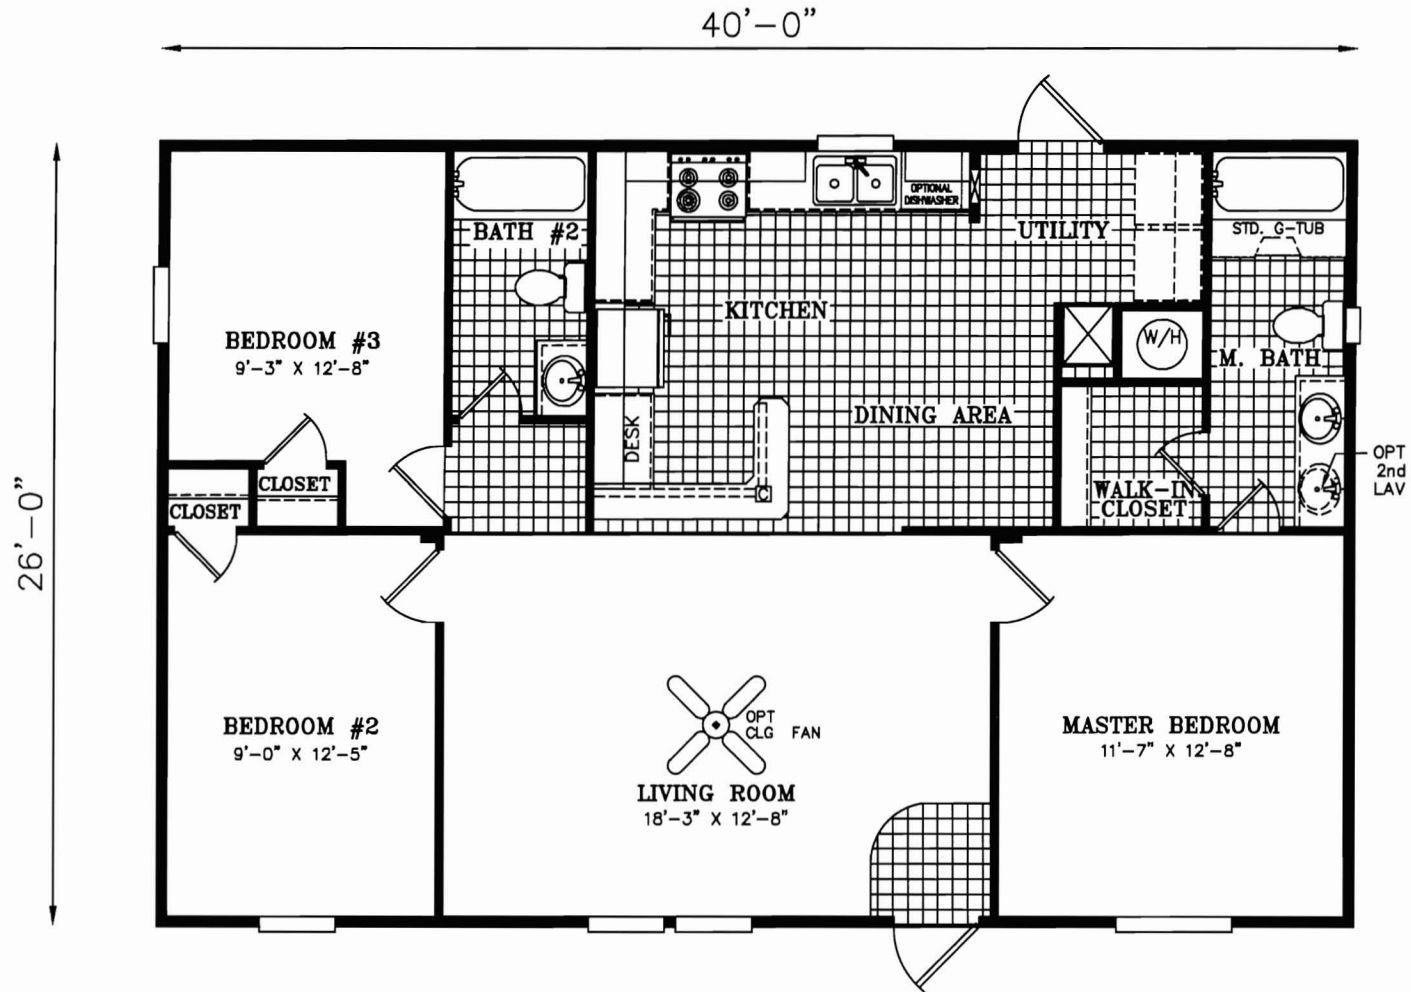 40'-0"
26'-0"
BATH #2
OPTIONAL
DISHWASHER
UTILITY
STD. G-TUB
KITCHEN
BEDROOM #3
9'-3" X 12'-8"
W/H
M. BATH
DINING AREA
DESK
CLOSET
CLOSET
C
WALK-IN
CLOSET
OPT
2nd
LAV
BEDROOM #2
9'-0" X 12'-5"
OPT
CLG FAN
LIVING ROOM
18'-3" X 12'-8"
MASTER BEDROOM
11'-7" X 12'-8"